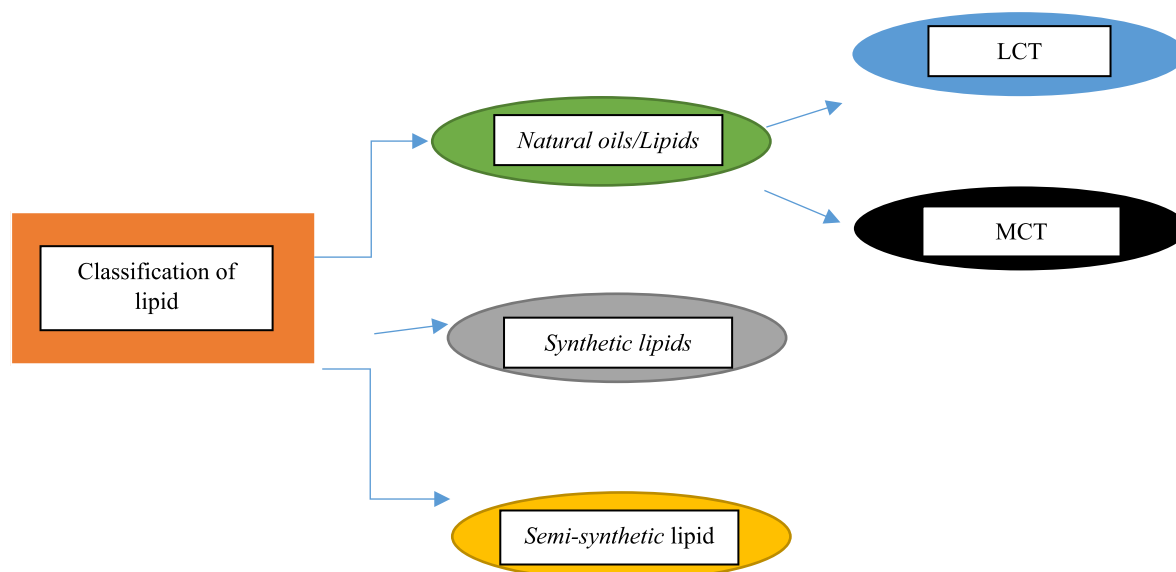 Classification of
lipid
Natural oils/Lipids
LCT
MCT
Synthetic lipids
Semi-synthetic lipid